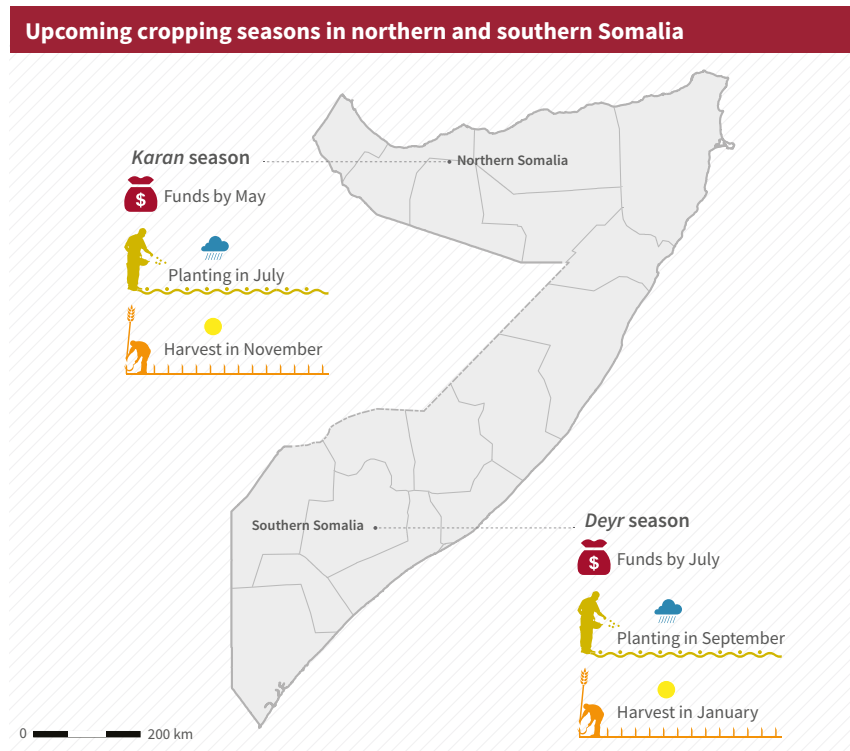 Upcoming cropping seasons in northern and southern Somalia
Karan season
Northern Somalia
$
Funds by May
Planting in July
Harvest in November
Southern Somalia
Deyr season
$
Funds by July
Planting in September
Harvest in January
0 200 km